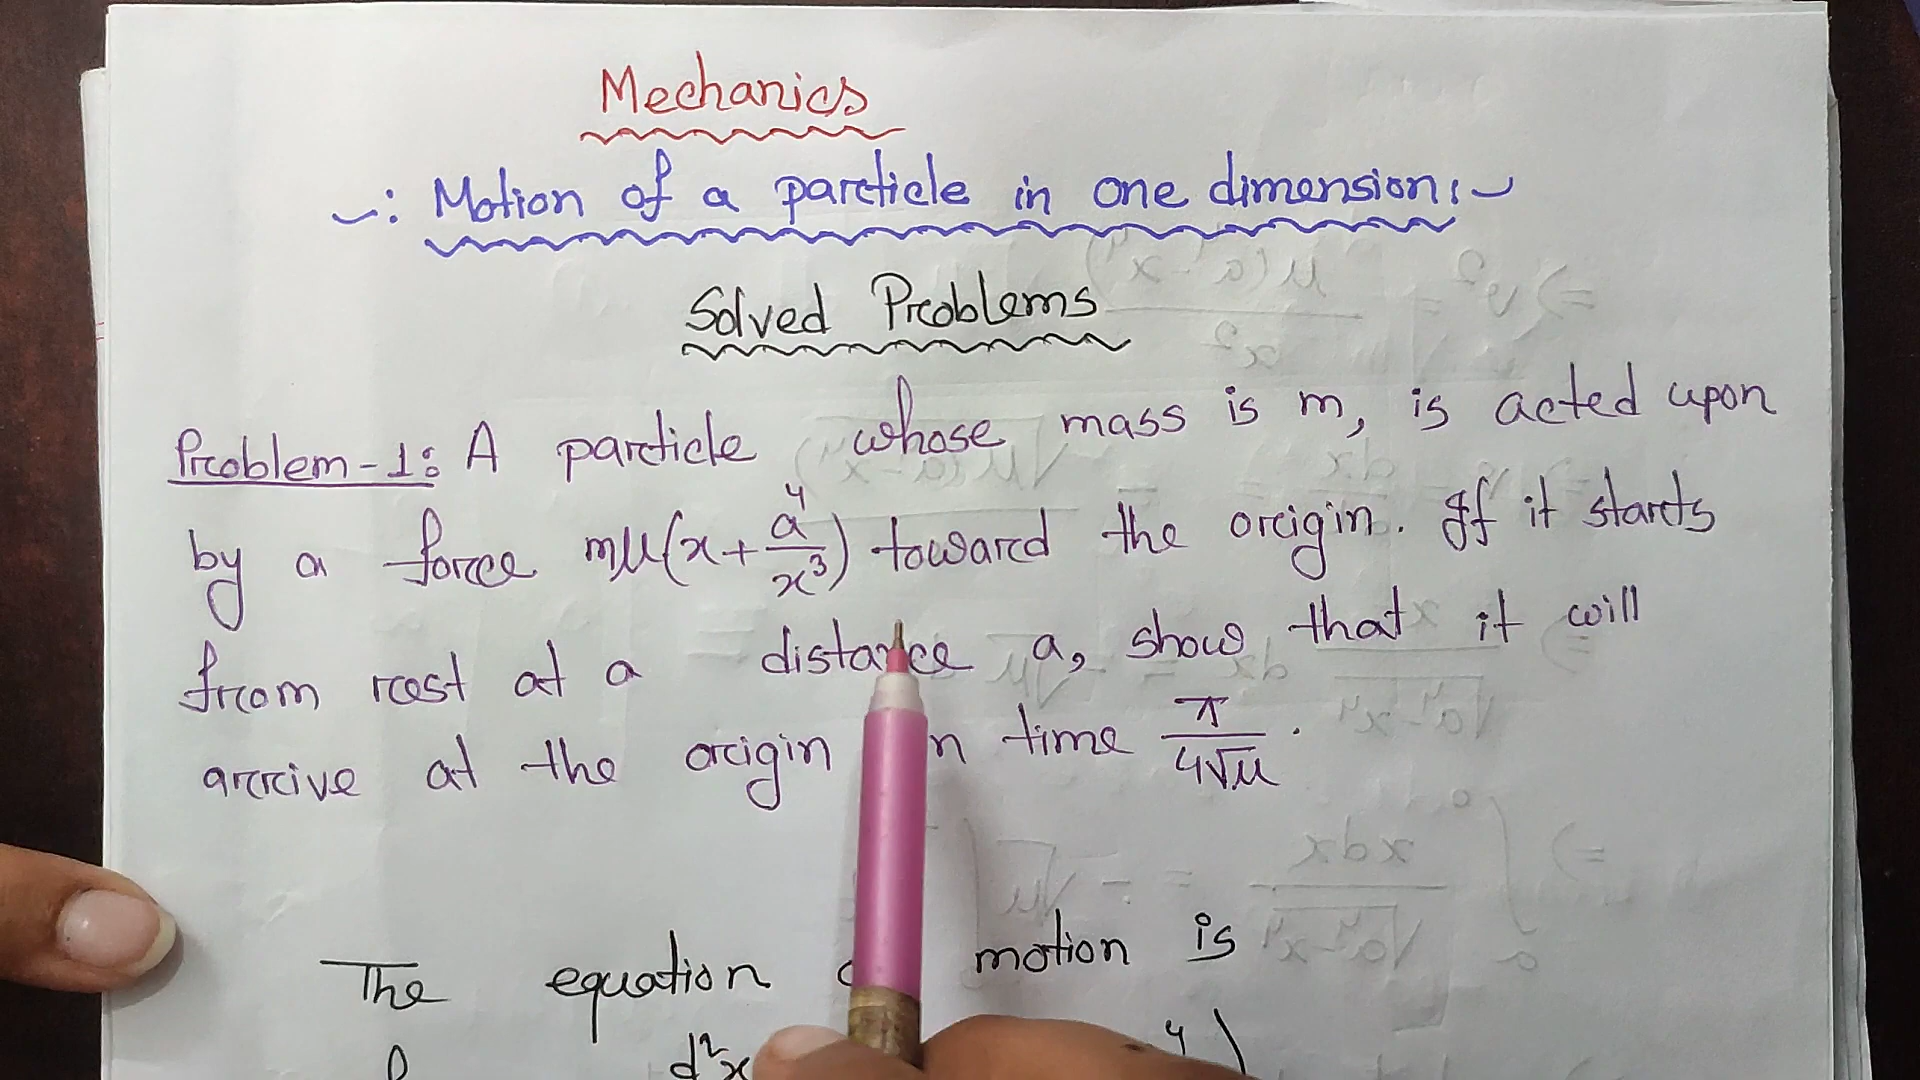 Mechanics
-: Motion of a particle in one dimension:-
Solved Problems
Problem-1: A particle whose mass is m, is acted upon
by a force mμ(x + a⁴/x³) toward the origin. If it starts
from rest at a distance a, show that it will
arrive at the origin in time π/4√μ.
The equation motion is
d²x 4)